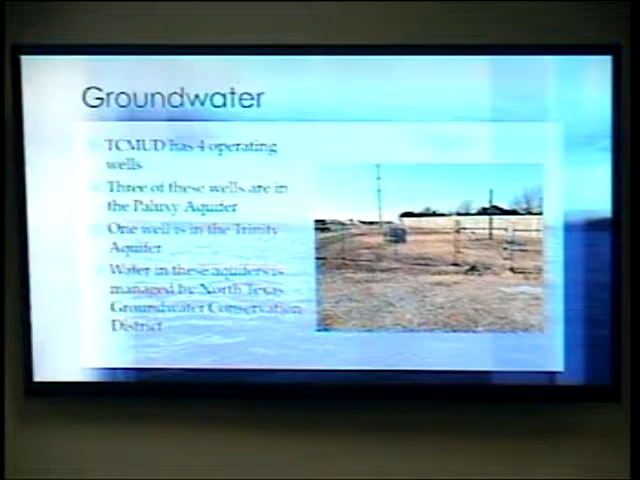 Groundwater
TCMUD has 4 operating
wells
Three of these wells are in
the Paluxy Aquifer
One well is in the Trinity
Aquifer
Water in these aquifers is
managed by North Texas
Groundwater Conservation
District